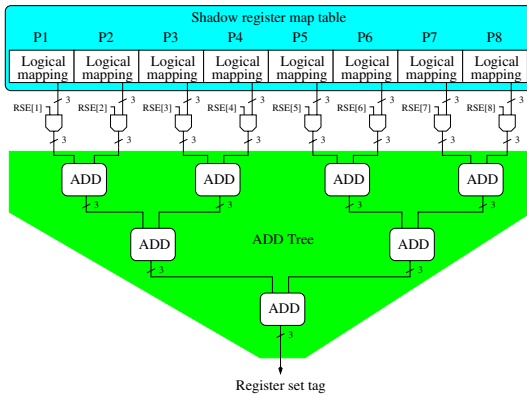 Shadow register map table
P1 P2 P3 P4 P5 P6 P7 P8
Logical Logical Logical Logical Logical Logical Logical Logical
mapping mapping mapping mapping mapping mapping mapping mapping
3 3 3 3 3 3 3 3
RSE[1] RSE[2] RSE[3] RSE[4] RSE[5] RSE[6] RSE[7] RSE[8]
3 3 3 3 3 3 3 3
ADD ADD ADD ADD
3 3 3 3
ADD ADD Tree ADD
3 3
ADD
3
Register set tag